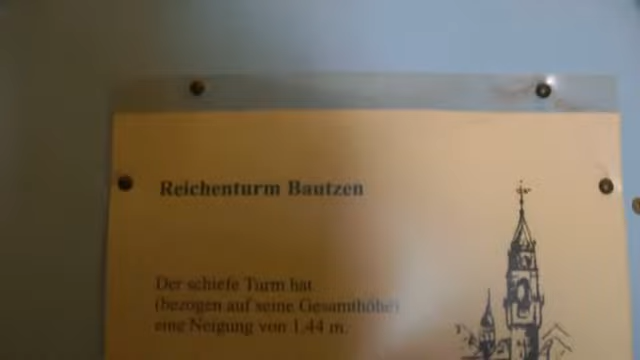 Reichenturm Bautzen
Der schiefe Turm hat
(bezogen auf seine Gesamthöhe)
eine Neigung von 1,44 m.